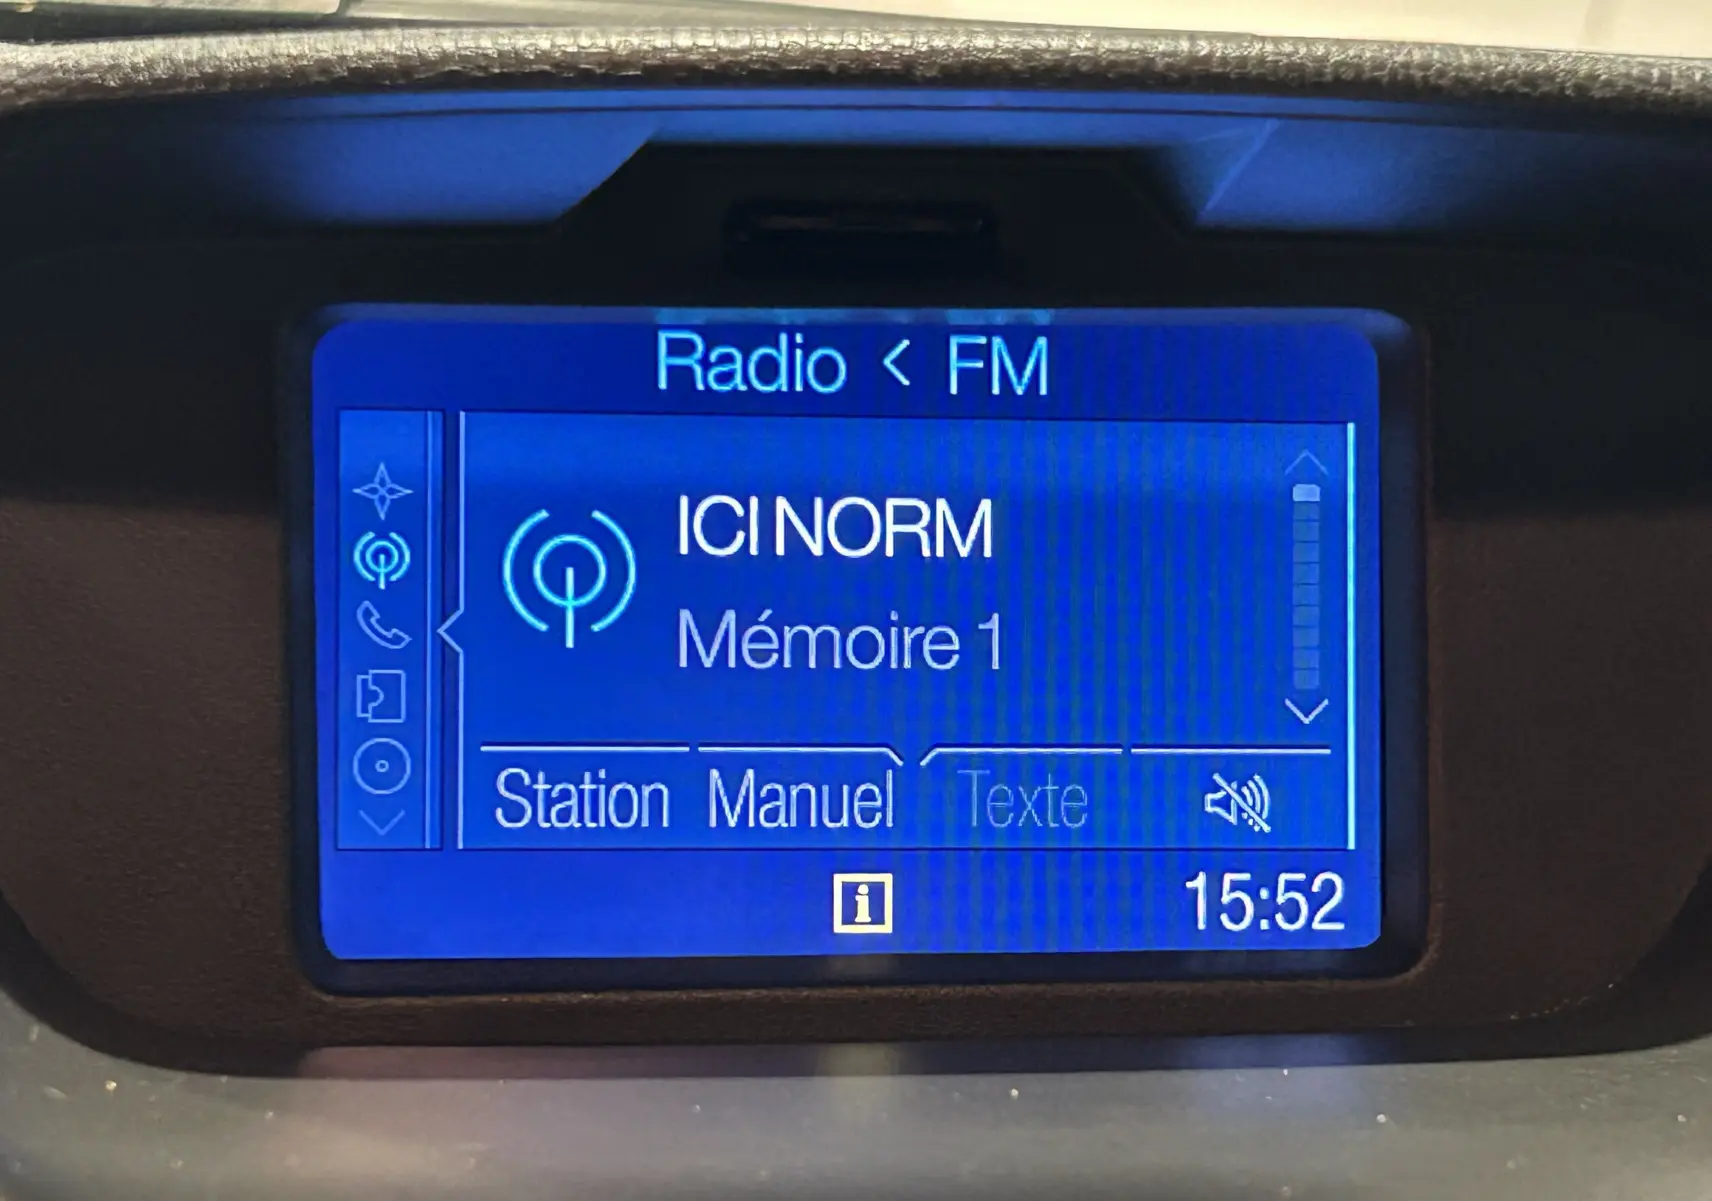 Radio < FM
ICI NORM
Mémoire 1
Station Manuel Texte
i 15:52